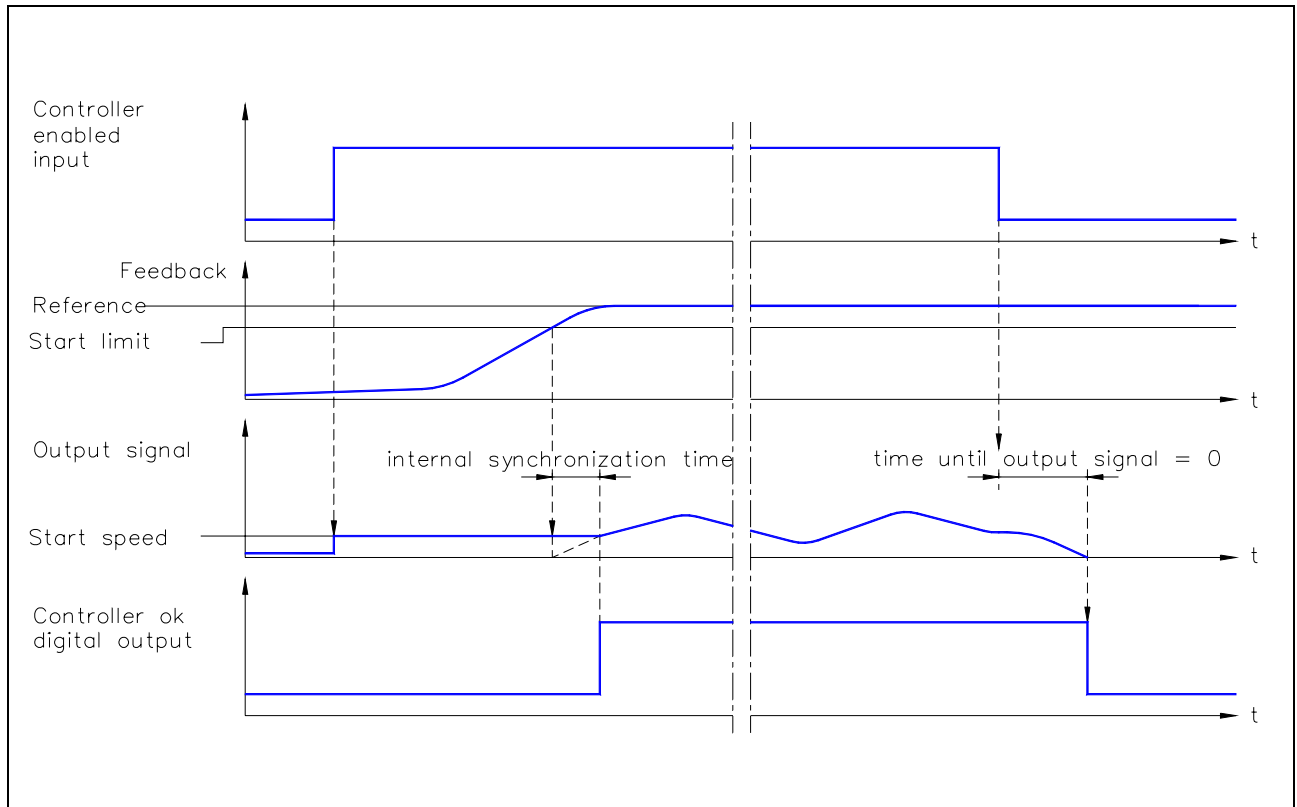 Controller
enabled
input
t
Feedback
Reference
Start limit
t
Output signal
internal synchronization time
time until output signal = 0
Start speed
t
Controller ok
digital output
t